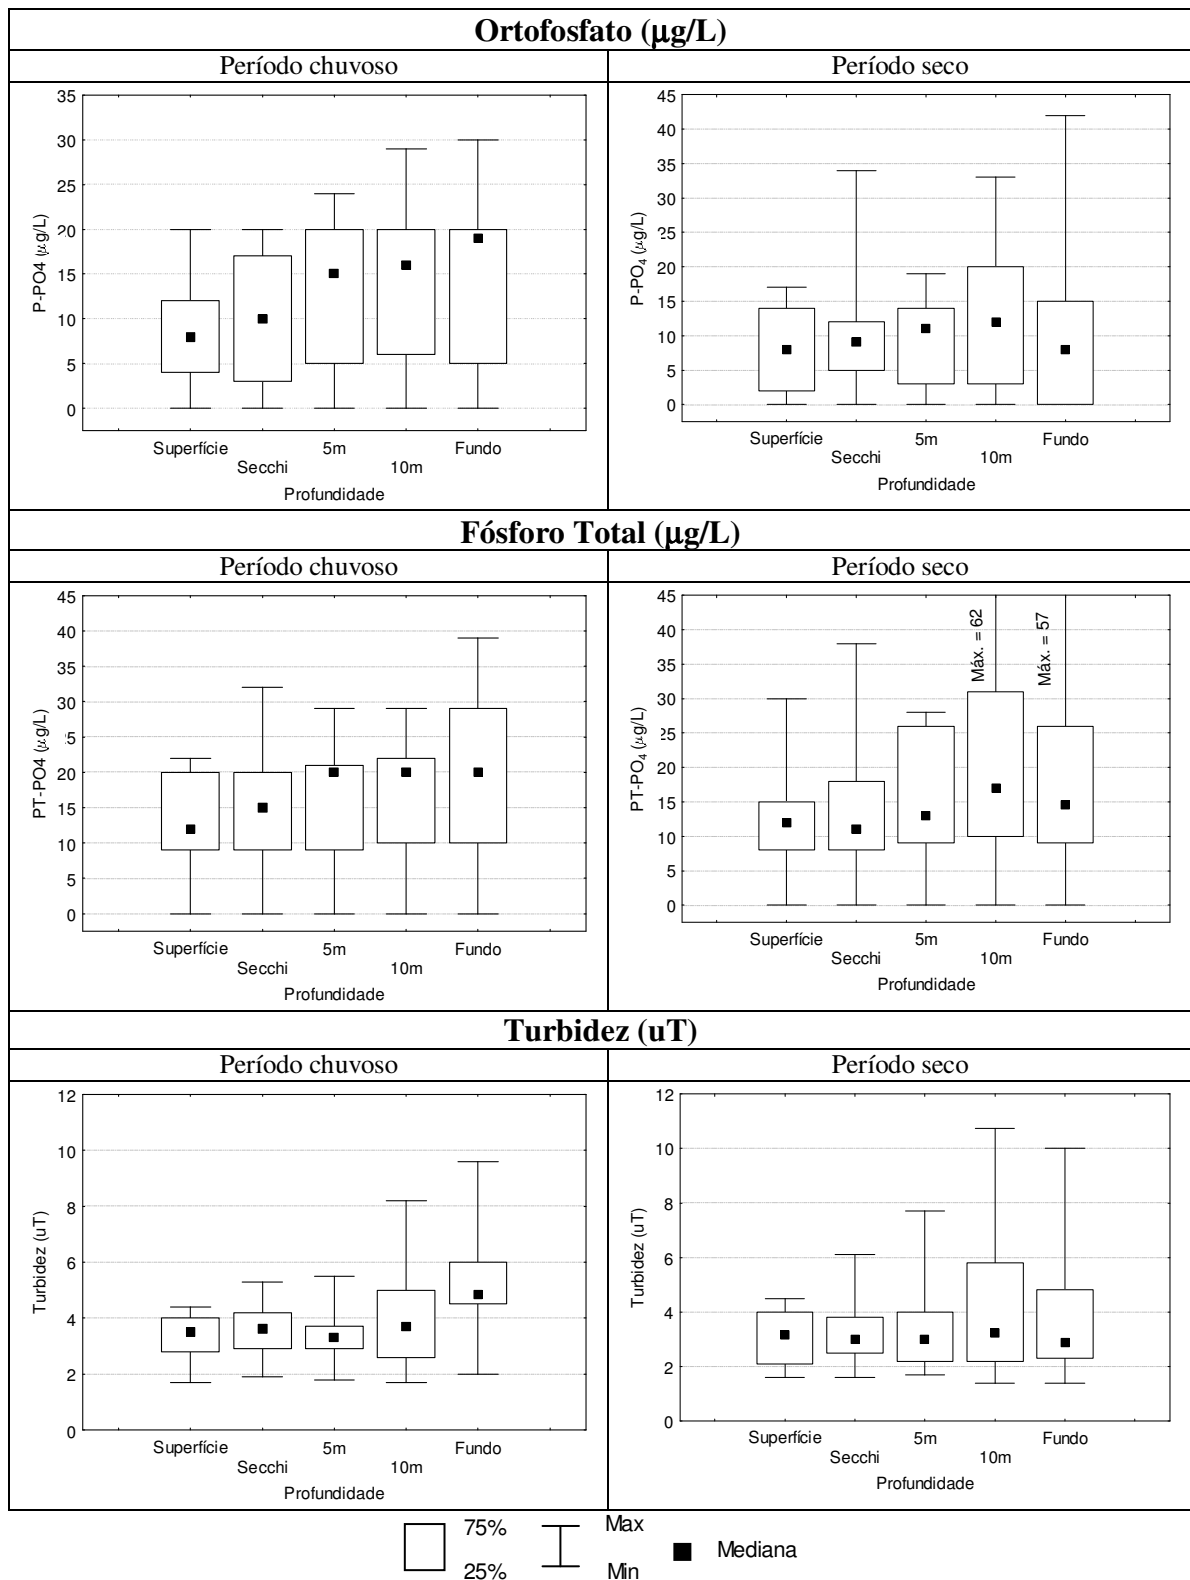 Ortofosfato (µg/L)
Período chuvoso
Período seco
35
30
25
20
15
10
5
0
P-PO4 (µg/L)
Superfície
Secchi
5m
10m
Fundo
Profundidade
45
40
35
30
25
20
15
10
5
0
P-PO₄ (µg/L)
Superfície
Secchi
5m
10m
Fundo
Profundidade
Fósforo Total (µg/L)
Período chuvoso
Período seco
45
40
35
30
25
20
15
10
5
0
PT-PO4 (µg/L)
Superfície
Secchi
5m
10m
Fundo
Profundidade
45
40
35
30
25
20
15
10
5
0
PT-PO₄ (µg/L)
Máx. = 62
Máx. = 57
Superfície
Secchi
5m
10m
Fundo
Profundidade
Turbidez (uT)
Período chuvoso
Período seco
12
10
8
6
4
2
0
Turbidez (uT)
Superfície
Secchi
5m
10m
Fundo
Profundidade
12
10
8
6
4
2
0
Turbidez (uT)
Superfície
Secchi
5m
10m
Fundo
Profundidade
75%
25%
Max
Min
Mediana